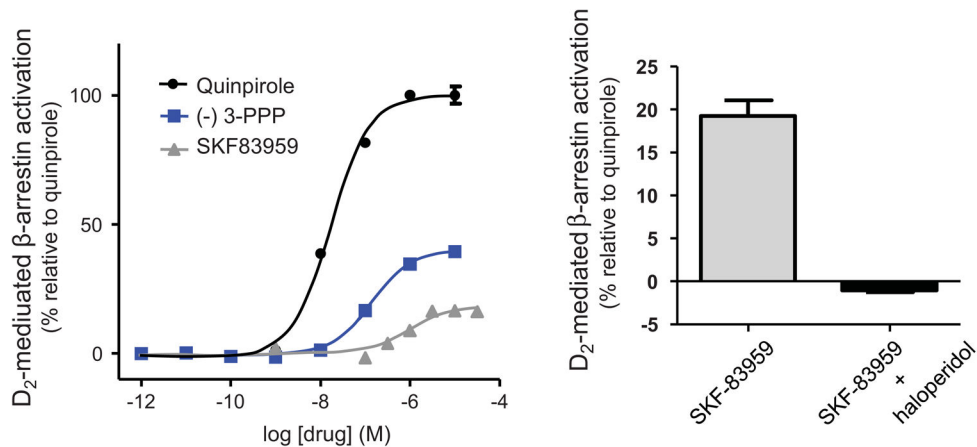 D₂-mediuated β-arrestin activation
(% relative to quinpirole)
100
50
0
Quinpirole
(-) 3-PPP
SKF83959
-12
-10
-8
-6
-4
log [drug] (M)
D₂-mediated β-arrestin activation
(% relative to quinpirole)
25
20
15
10
5
0
-5
SKF-83959
SKF-83959
+
haloperidol